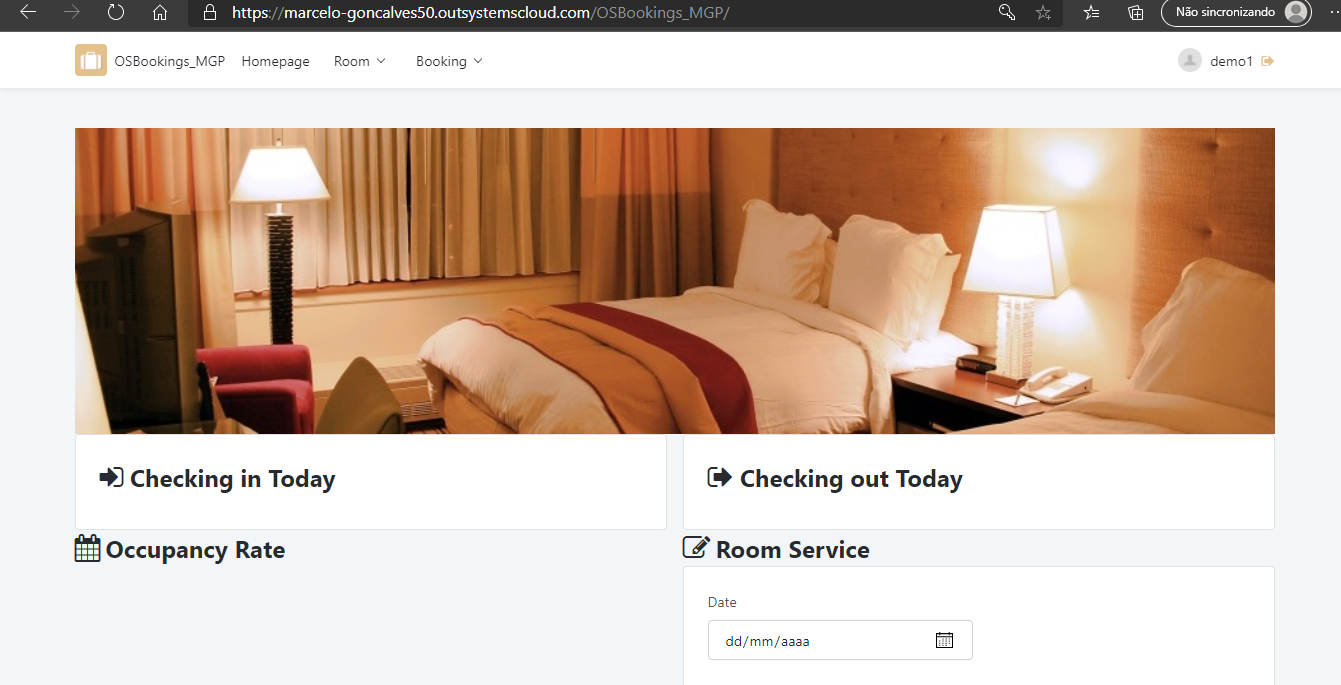 https://marcelo-goncalves50.outsystemscloud.com/OSBookings_MGP/
Não sincronizando
OSBookings_MGP Homepage Room Booking demo1
Checking in Today
Checking out Today
Occupancy Rate
Room Service
Date
dd/mm/aaaa